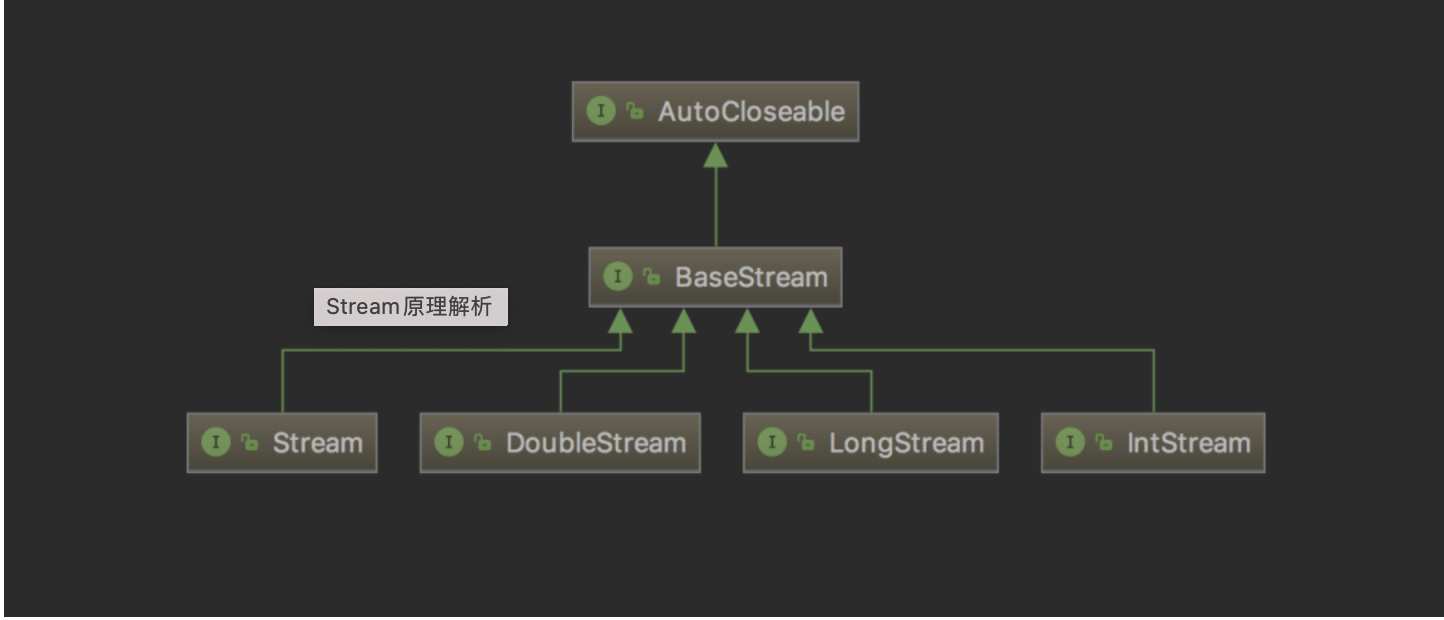 AutoCloseable
BaseStream
Stream原理解析
Stream
DoubleStream
LongStream
IntStream